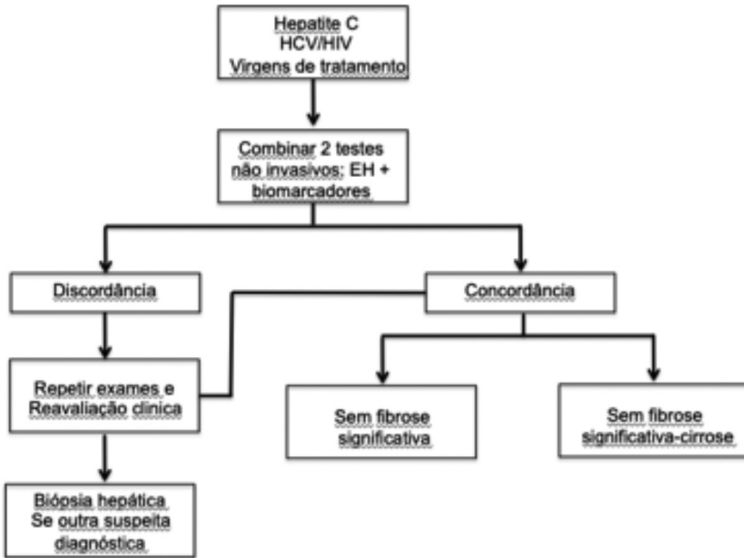 Hepatite C
HCV/HIV
Virgens de tratamento
Combinar 2 testes
não invasivos: EH +
biomarcadores
Discordância
Concordância
Repetir exames e
Reavaliação clinica
Sem fibrose
significativa
Sem fibrose
significativa-cirrose
Biópsia hepática
Se outra suspeita
diagnóstica